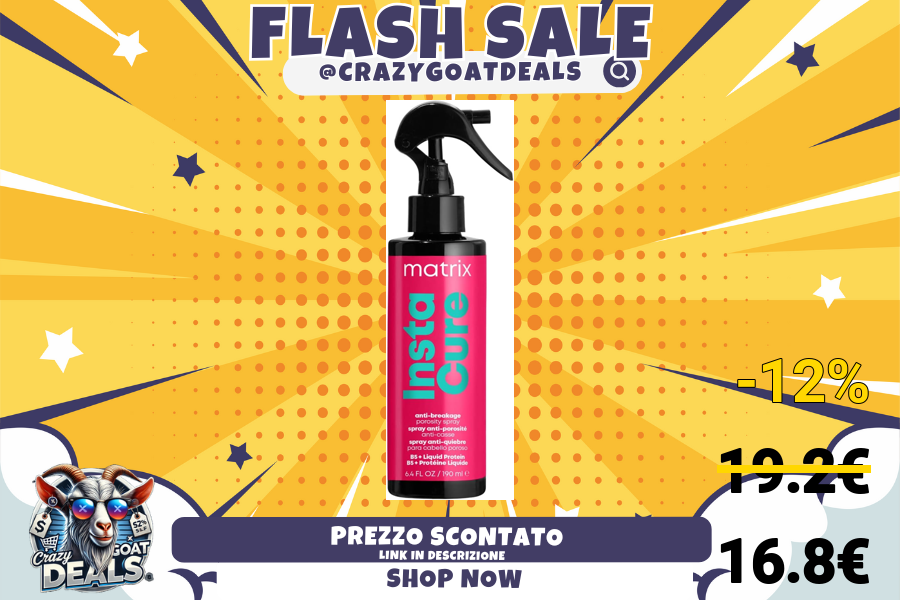 FLASH SALE
@CRAZYGOATDEALS
matrix
Insta
Cure
anti-breakage
porosity spray
spray anti-porosité
anti-casse
spray anti-quiebre
para cabello poroso
B5 + Liquid Protein
B5 + Protéine Liquide
6.4 FL OZ / 190 ml e
-12%
19.2€
16.8€
$
52%
Crazy
GOAT
DEALS
PREZZO SCONTATO
LINK IN DESCRIZIONE
SHOP NOW